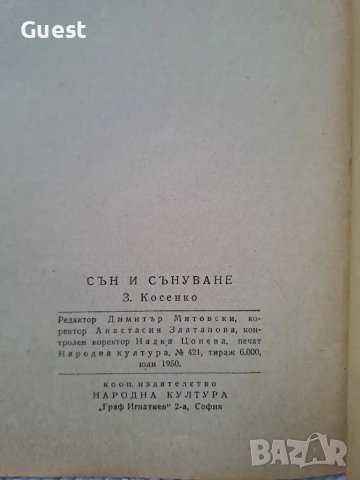 Guest
СЪН И СЪНУВАНЕ
З. Косенко
Редактор Димитър Митовски, ко-
ректор Анастасия Златанова, кон-
тролен коректор Надка Цонева, печат
Народна култура, № 421, тираж 6.000,
юли 1950.
КООП. ИЗДАТЕЛСТВО
НАРОДНА КУЛТУРА
„Граф Игнатиев" 2-а, София
BAZAR